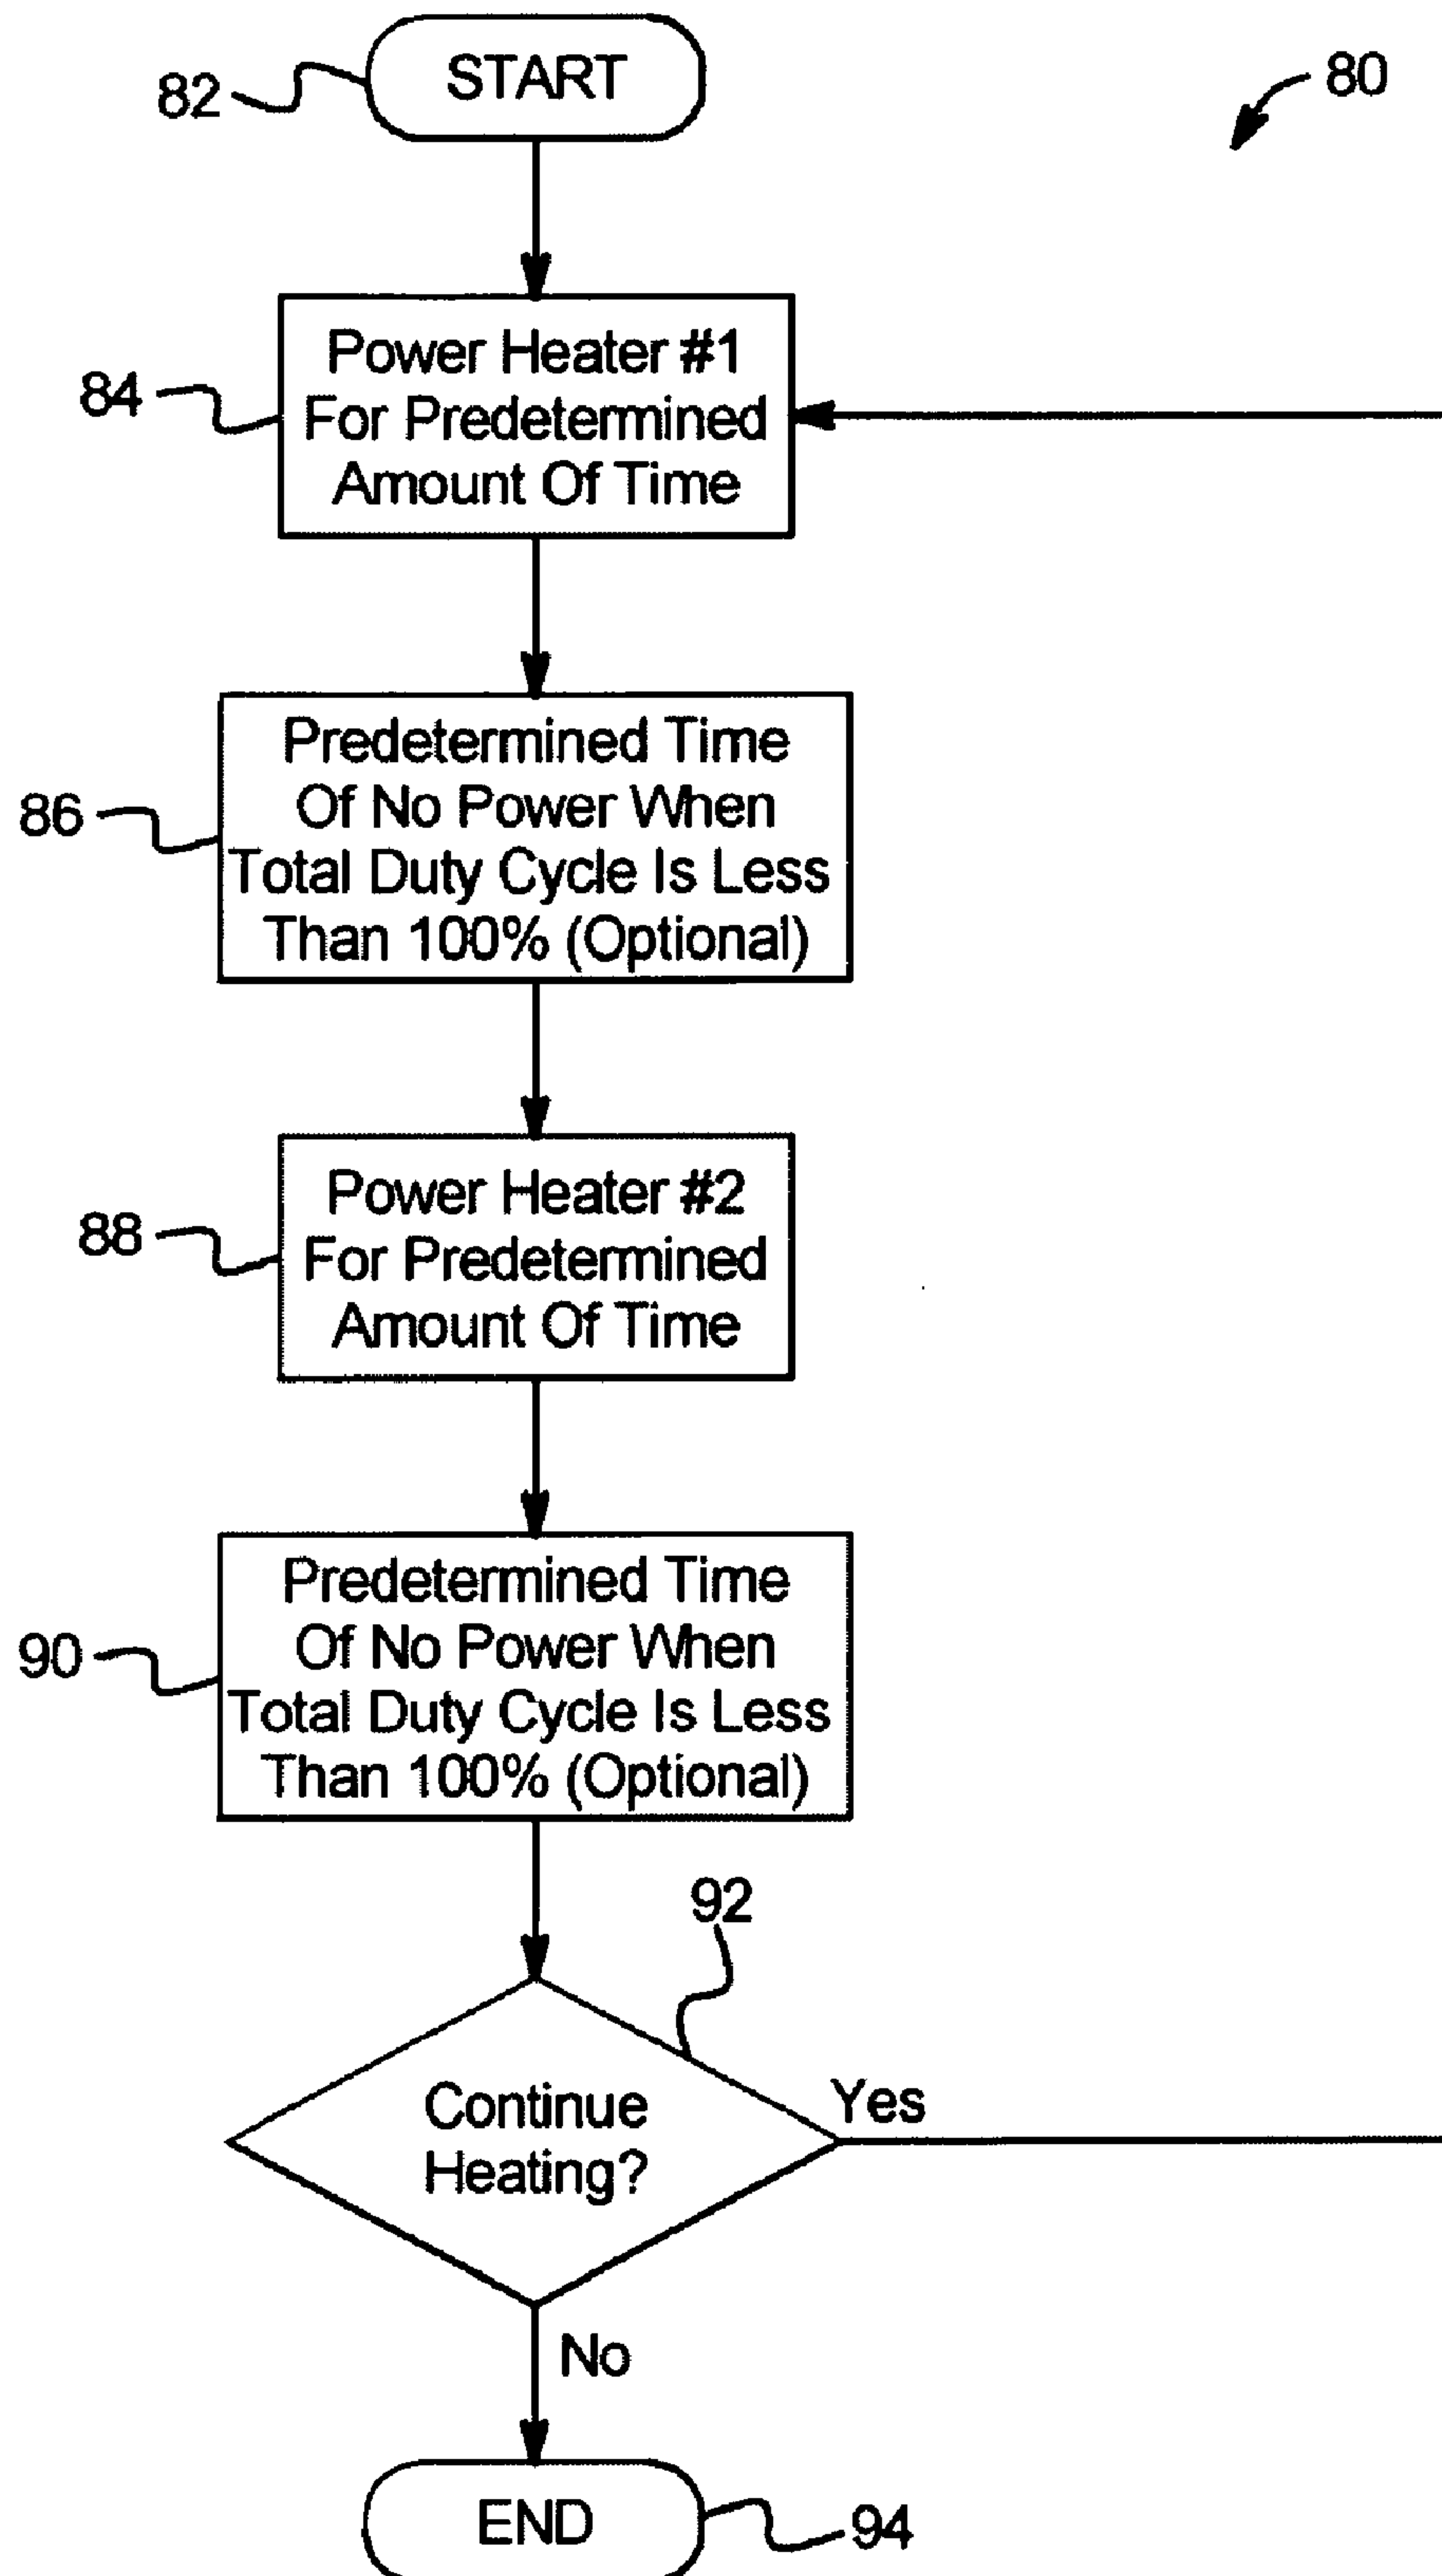 START
82
80
Power Heater #1
For Predetermined
Amount Of Time
84
Predetermined Time
Of No Power When
Total Duty Cycle Is Less
Than 100% (Optional)
86
Power Heater #2
For Predetermined
Amount Of Time
88
Predetermined Time
Of No Power When
Total Duty Cycle Is Less
Than 100% (Optional)
90
92
Continue
Heating?
Yes
No
END
94